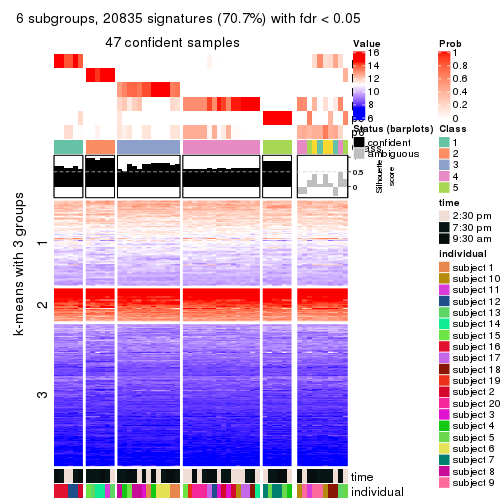 6 subgroups, 20835 signatures (70.7%) with fdr < 0.05
47 confident samples
k-means with 3 groups
1
2
3
p6
Class
0.5
0
Silhouette
score
time
individual
Value
16
14
12
10
8
6
Status (barplots)
confident
ambiguous
Prob
1
0.8
0.6
0.4
0.2
0
Class
1
2
3
4
5
time
2:30 pm
7:30 pm
9:30 am
Individual
subject 1
subject 10
subject 11
subject 12
subject 13
subject 14
subject 15
subject 16
subject 17
subject 18
subject 19
subject 2
subject 20
subject 3
subject 4
subject 5
subject 6
subject 7
subject 8
subject 9